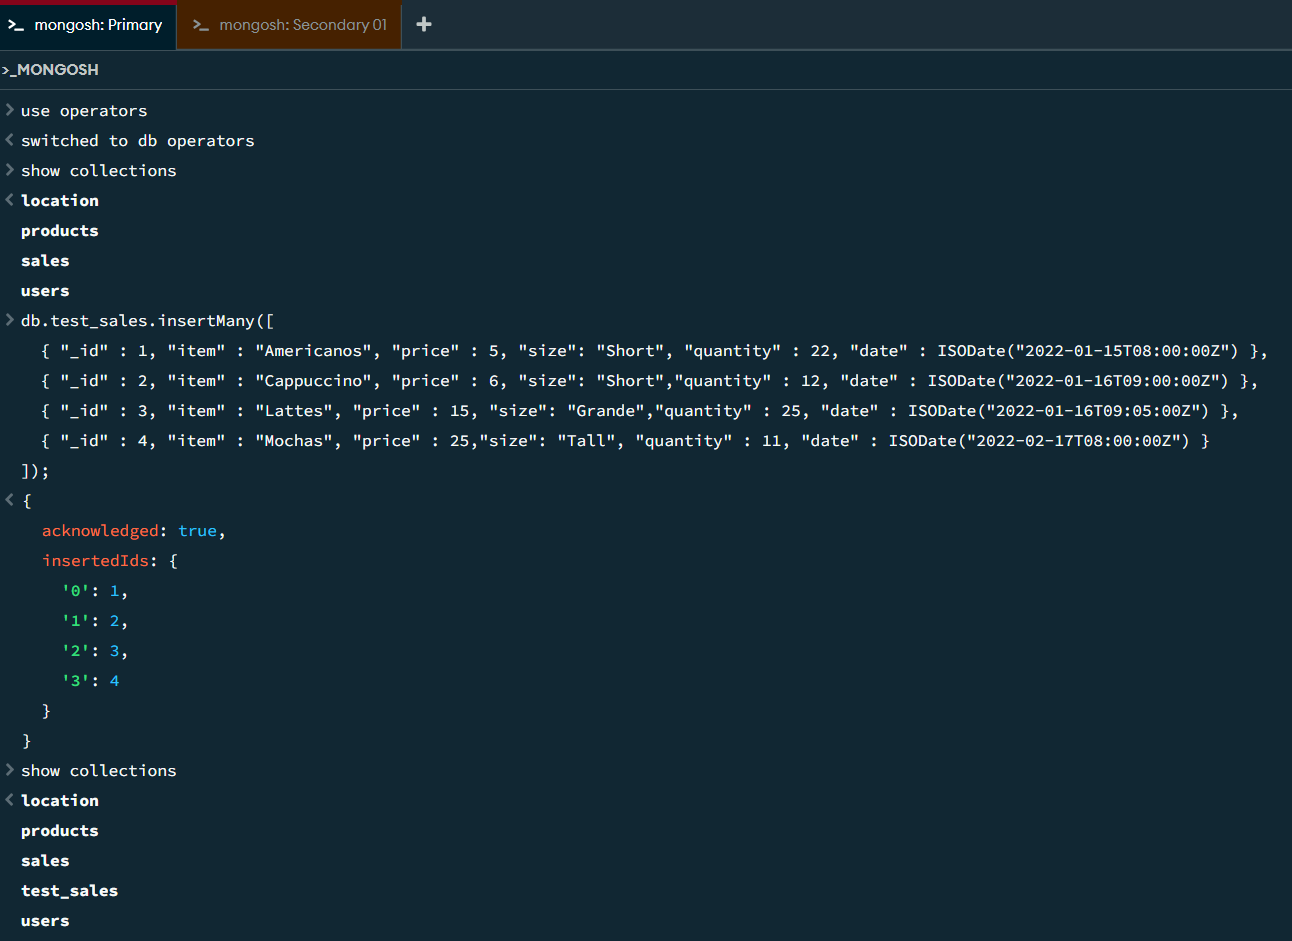 mongosh: Primary mongosh: Secondary 01
>_MONGOSH
use operators
switched to db operators
show collections
location
products
sales
users
db.test_sales.insertMany([
{ "_id" : 1, "item" : "Americanos", "price" : 5, "size": "Short", "quantity" : 22, "date" : ISODate("2022-01-15T08:00:00Z") },
{ "_id" : 2, "item" : "Cappuccino", "price" : 6, "size": "Short","quantity" : 12, "date" : ISODate("2022-01-16T09:00:00Z") },
{ "_id" : 3, "item" : "Lattes", "price" : 15, "size": "Grande","quantity" : 25, "date" : ISODate("2022-01-16T09:05:00Z") },
{ "_id" : 4, "item" : "Mochas", "price" : 25,"size": "Tall", "quantity" : 11, "date" : ISODate("2022-02-17T08:00:00Z") }
]);
{
acknowledged: true,
insertedIds: {
'0': 1,
'1': 2,
'2': 3,
'3': 4
}
}
show collections
location
products
sales
test_sales
users